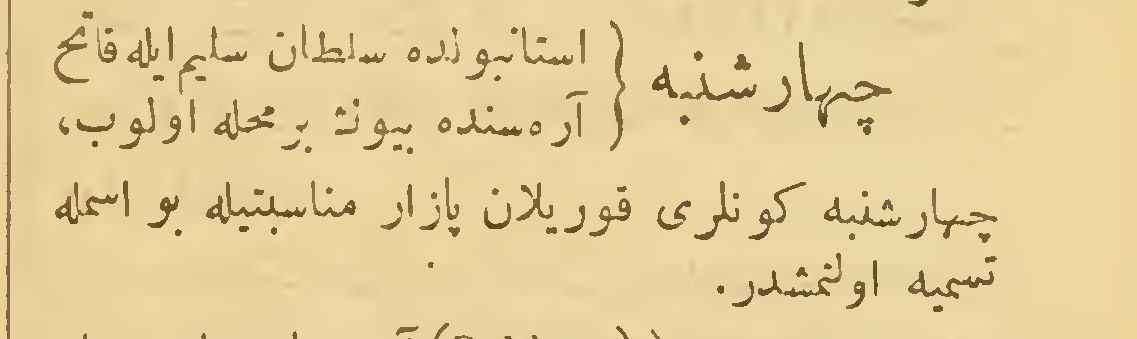 چهارشنبه } استانبولده سلطان سلیم ایله فاتح
آره‌سنده بیوك بر محله اولوب،
چهارشنبه کونلری قوریلان پازار مناسبتیله بو اسمله
تسمیه اولنمشدر.